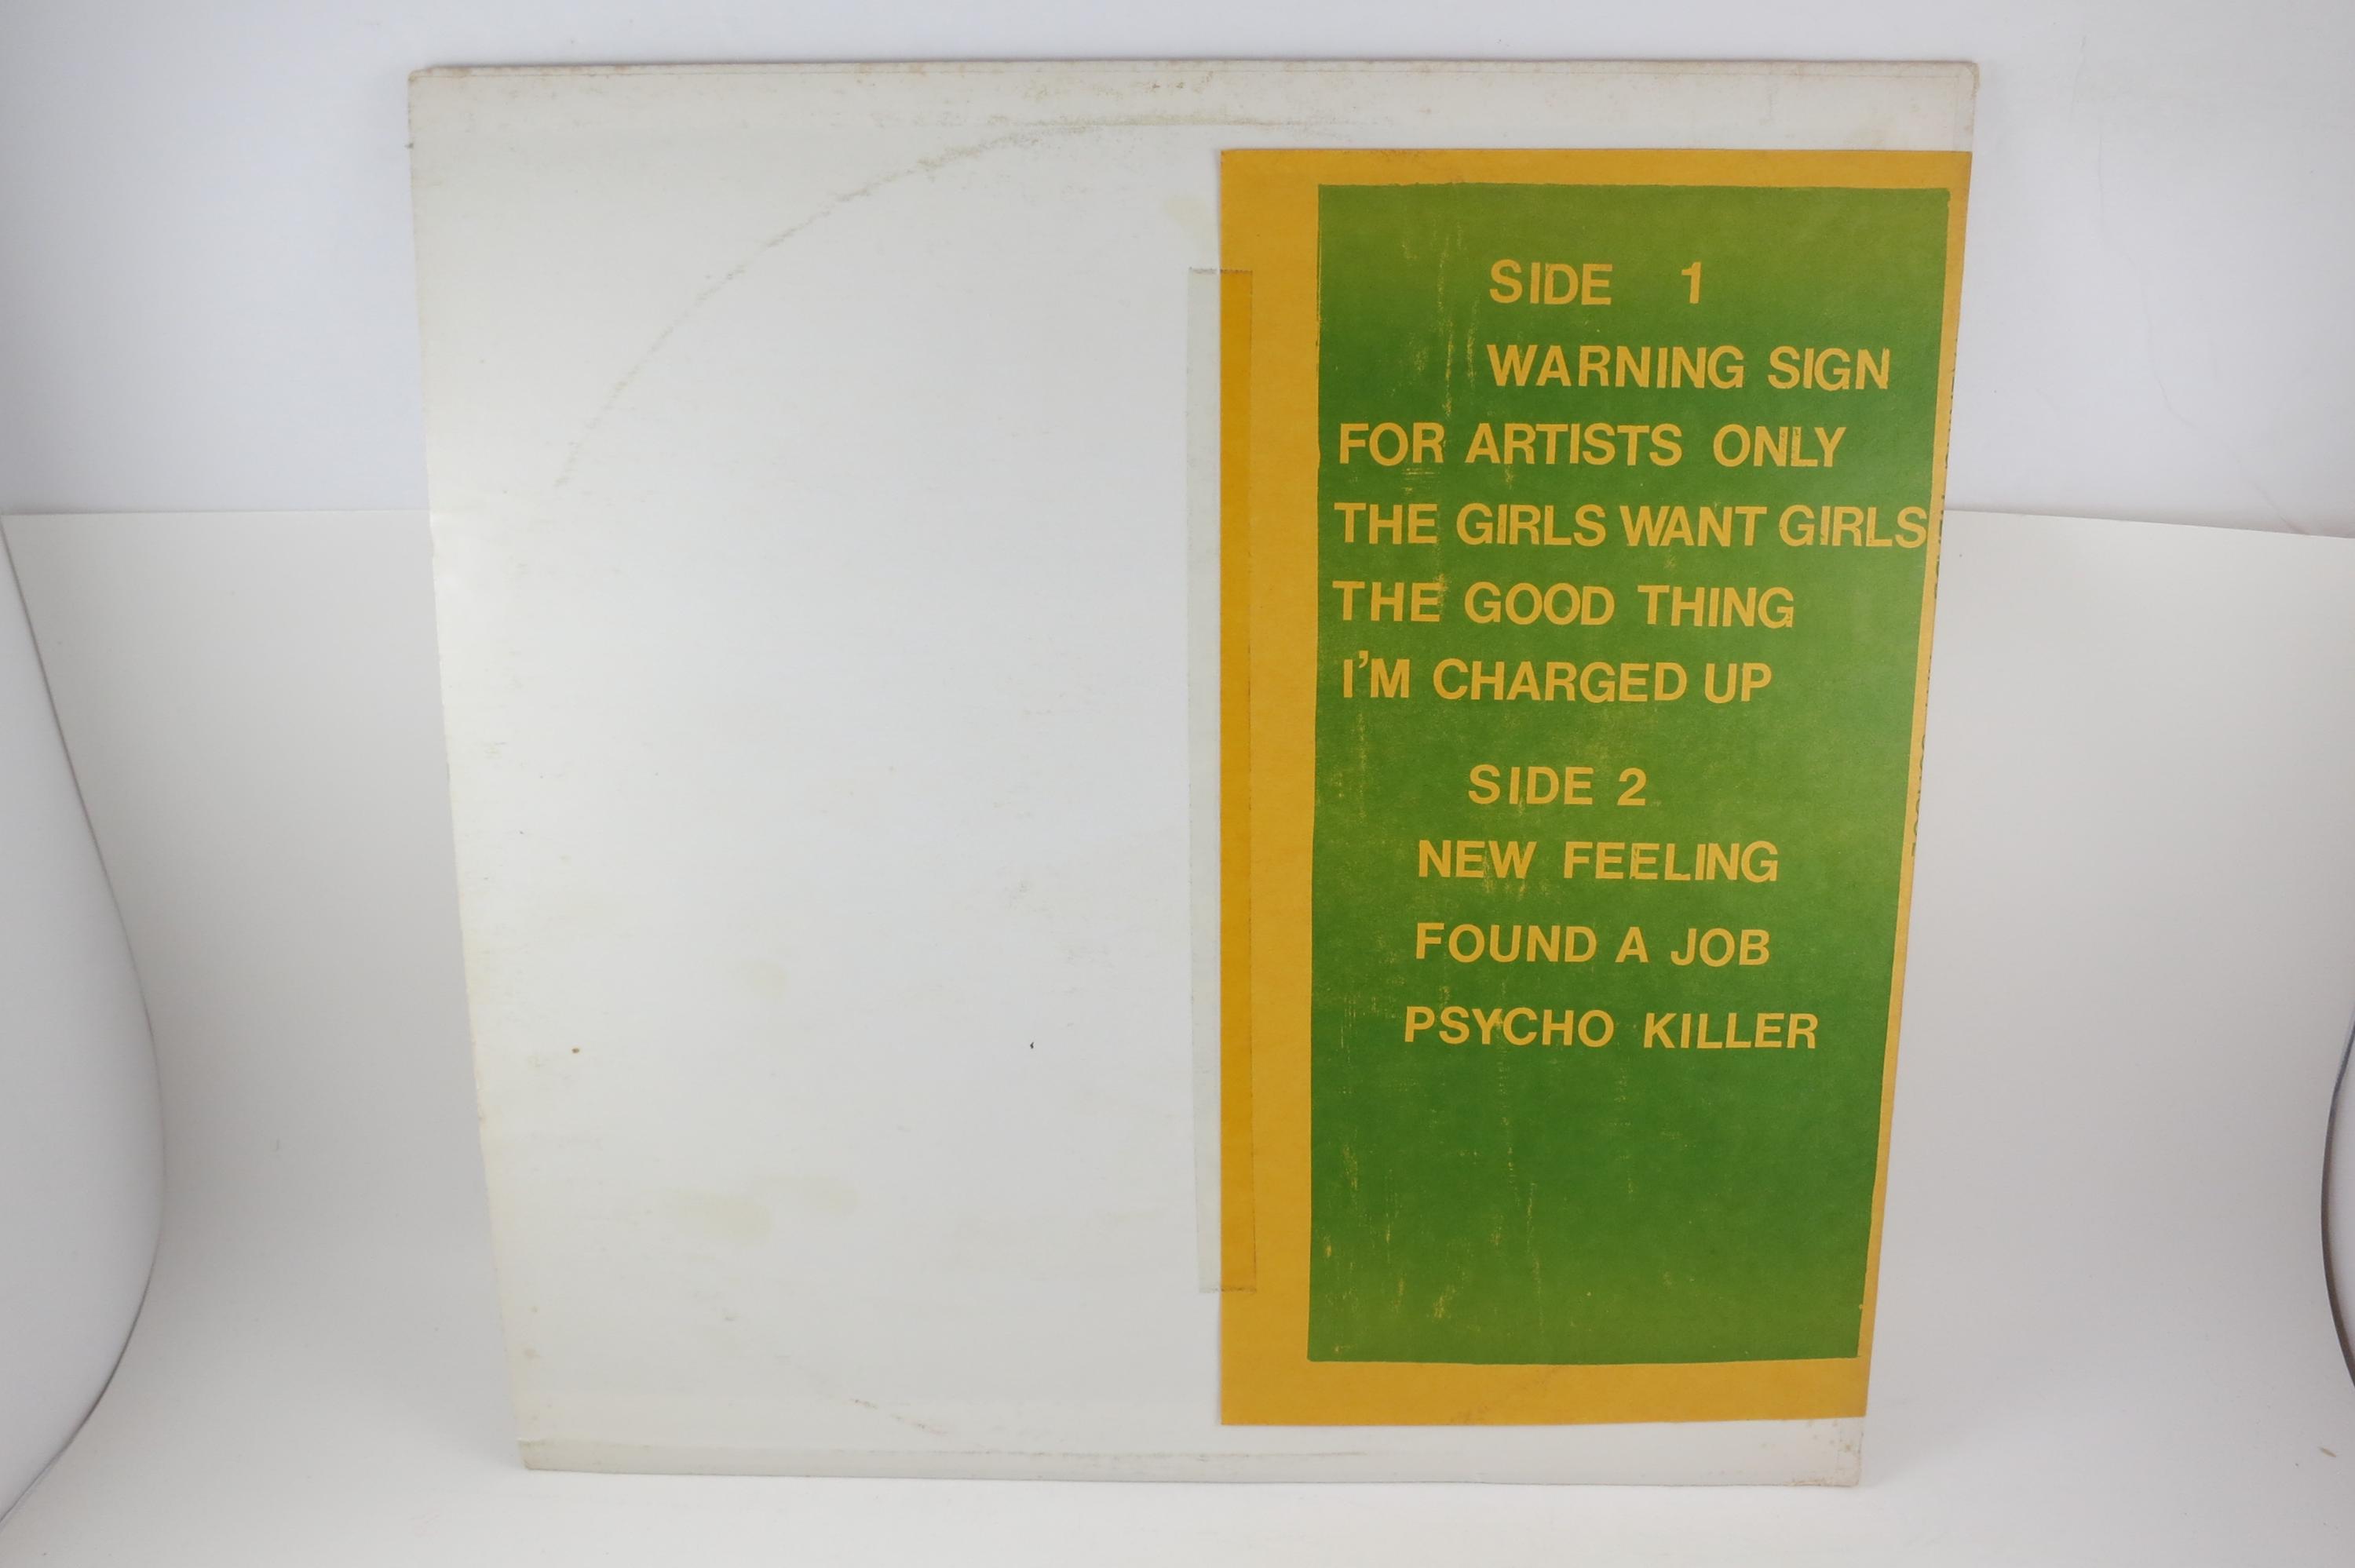 SIDE 1
WARNING SIGN
FOR ARTISTS ONLY
THE GIRLS WANT GIRLS
THE GOOD THING
I'M CHARGED UP
SIDE 2
NEW FEELING
FOUND A JOB
PSYCHO KILLER